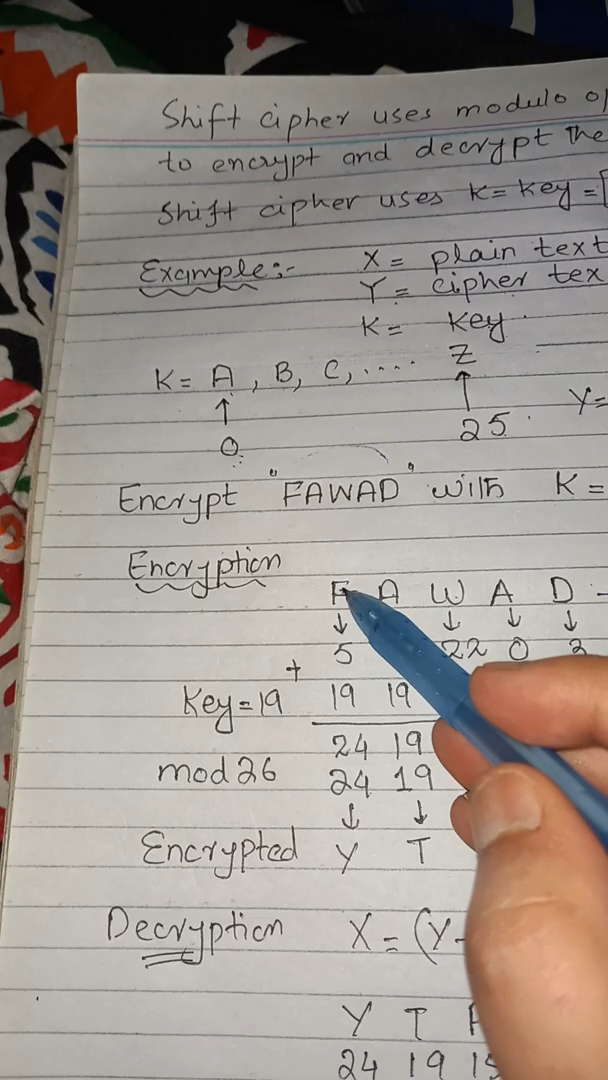 Shift cipher uses modulo
to encrypt and decrypt the
Shift cipher uses K = Key = [
Example:- X = plain text
Y = cipher tex
K = Key
K = A, B, C, .... Z
↑ ↑ Y =
0 25
Encrypt "FAWAD" with K =
Encryption
F A W A D
↓ ↓ ↓ ↓
+ 5 22 0 3
Key = 19 19 19
24 19
mod 26 24 19
↓ ↓
Encrypted Y T
Decryption X = (Y -
Y T
24 19